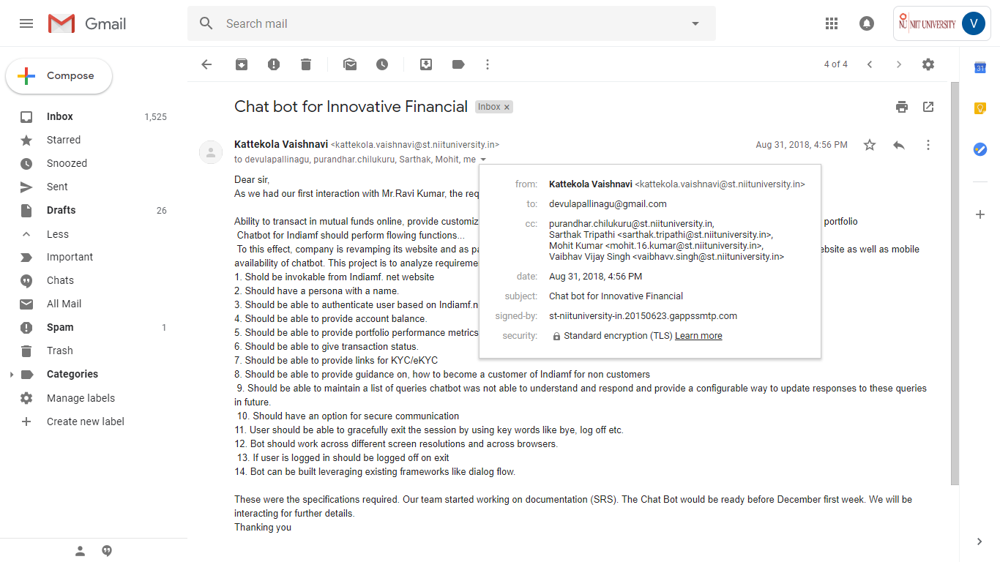 Gmail
Search mail
NU NIIT UNIVERSITY
V
Compose
4 of 4
31
Inbox 1,525
Starred
Snoozed
Sent
Drafts 26
Less
Important
Chats
All Mail
Spam 1
Trash
Categories
Manage labels
Create new label
Chat bot for Innovative Financial Inbox x
Kattekola Vaishnavi <kattekola.vaishnavi@st.niituniversity.in> Aug 31, 2018, 4:56 PM
to devulapallinagu, purandhar.chilukuru, Sarthak, Mohit, me
from: Kattekola Vaishnavi <kattekola.vaishnavi@st.niituniversity.in>
to: devulapallinagu@gmail.com
cc: purandhar.chilukuru@st.niituniversity.in,
Sarthak Tripathi <sarthak.tripathi@st.niituniversity.in>,
Mohit Kumar <mohit.16.kumar@st.niituniversity.in>,
Vaibhav Vijay Singh <vaibhavv.singh@st.niituniversity.in>
date: Aug 31, 2018, 4:56 PM
subject: Chat bot for Innovative Financial
signed-by: st-niituniversity-in.20150623.gappssmtp.com
security: Standard encryption (TLS) Learn more
Dear sir,
As we had our first interaction with Mr.Ravi Kumar, the req
Ability to transact in mutual funds online, provide customiz portfolio
Chatbot for Indiamf should perform flowing functions...
To this effect, company is revamping its website and as pa ebsite as well as mobile
availability of chatbot. This project is to analyze requireme
1. Shold be invokable from Indiamf. net website
2. Should have a persona with a name.
3. Should be able to authenticate user based on Indiamf.n
4. Should be able to provide account balance.
5. Should be able to provide portfolio performance metrics
6. Should be able to give transaction status.
7. Should be able to provide links for KYC/eKYC
8. Should be able to provide guidance on, how to become a customer of Indiamf for non customers
9. Should be able to maintain a list of queries chatbot was not able to understand and respond and provide a configurable way to update responses to these queries
in future.
10. Should have an option for secure communication
11. User should be able to gracefully exit the session by using key words like bye, log off etc.
12. Bot should work across different screen resolutions and across browsers.
13. If user is logged in should be logged off on exit
14. Bot can be built leveraging existing frameworks like dialog flow.
These were the specifications required. Our team started working on documentation (SRS). The Chat Bot would be ready before December first week. We will be
interacting for further details.
Thanking you